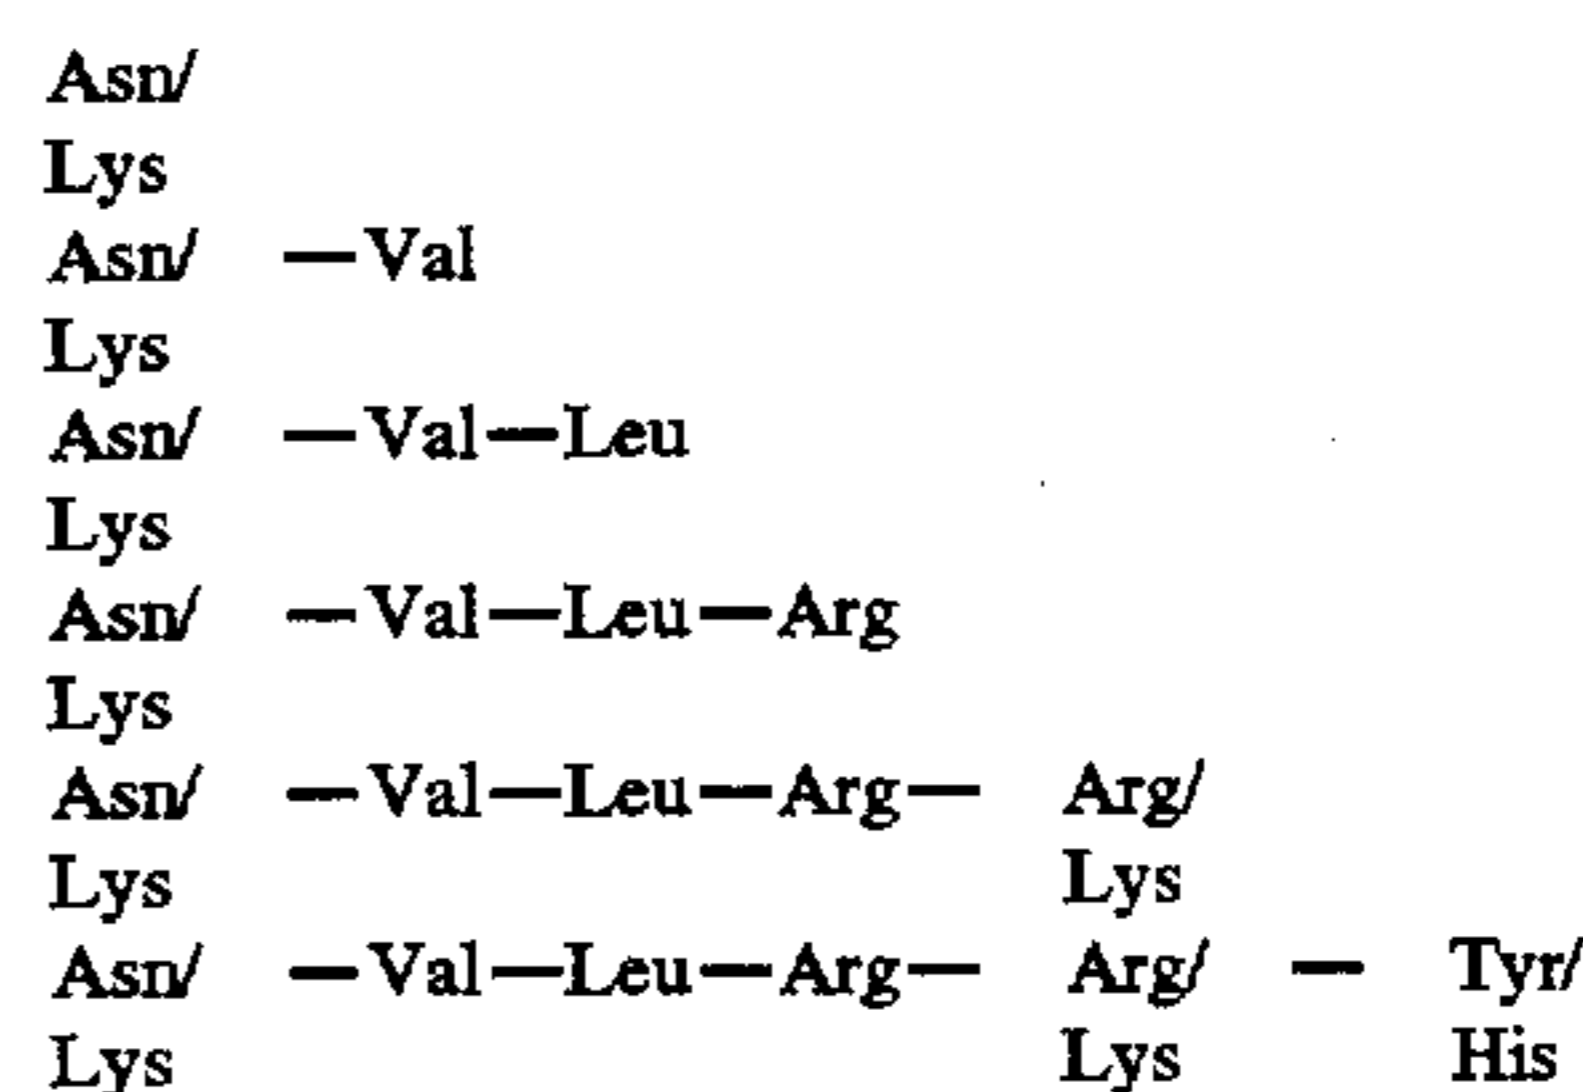 Asn/
Lys
Asn/ —Val
Lys
Asn/ —Val—Leu
Lys
Asn/ —Val—Leu—Arg
Lys
Asn/ —Val—Leu—Arg— Arg/
Lys Lys
Asn/ —Val—Leu—Arg— Arg/ — Tyr/
Lys Lys His